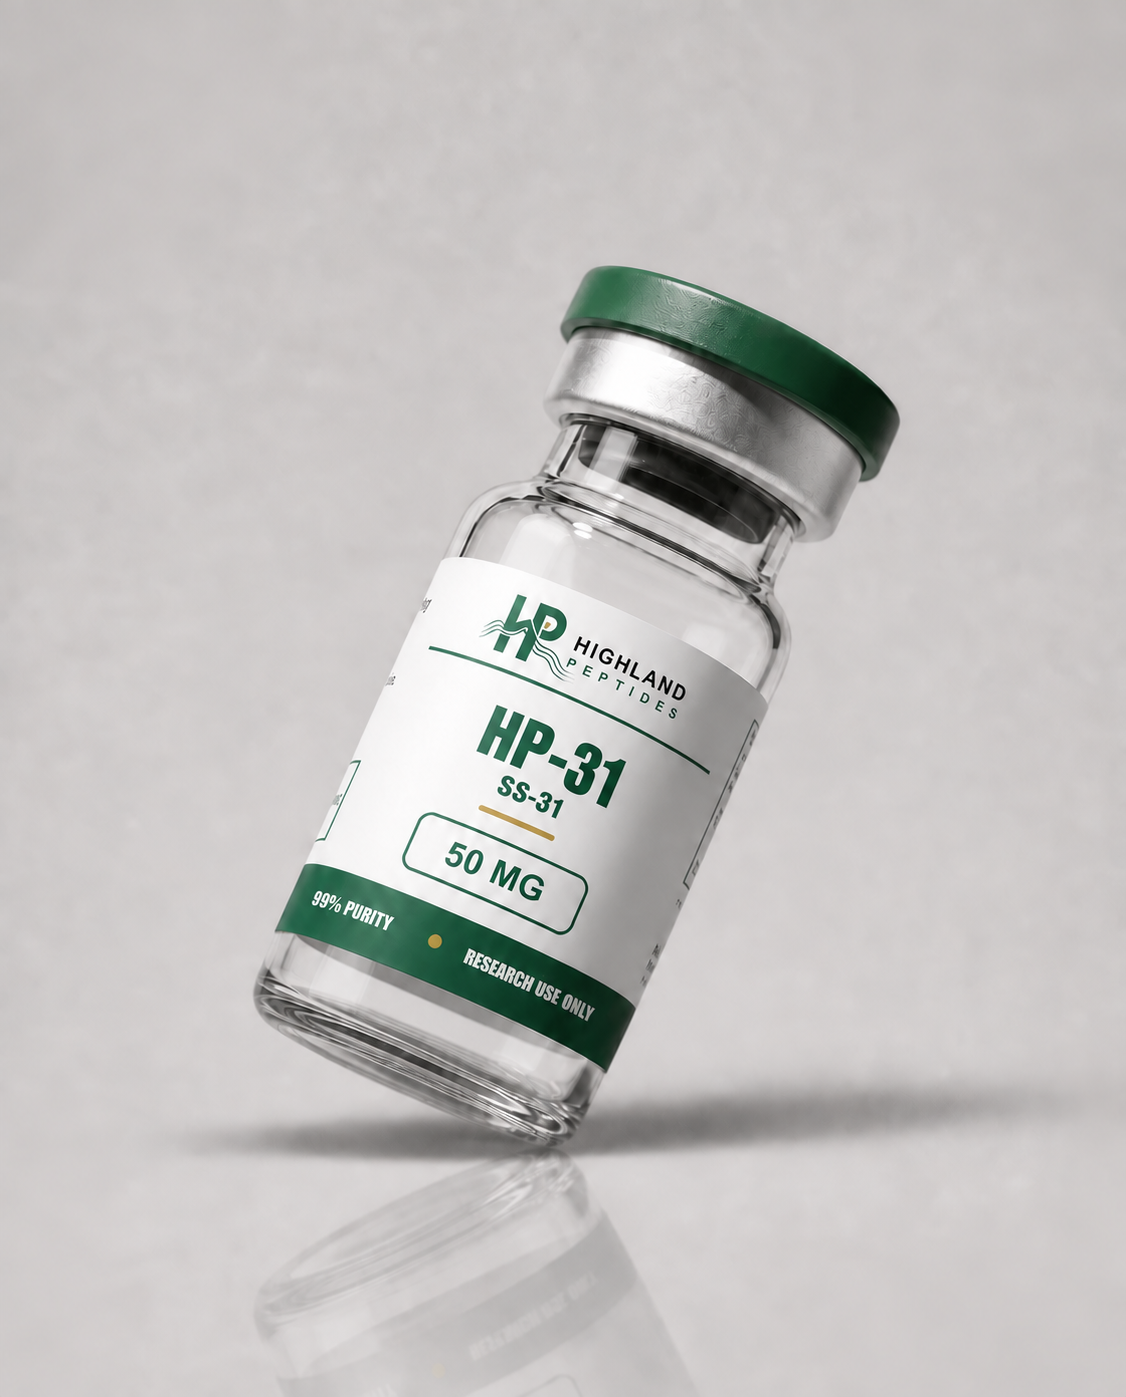 HP HIGHLAND
PEPTIDES
HP-31
SS-31
50 MG
99% PURITY
RESEARCH USE ONLY